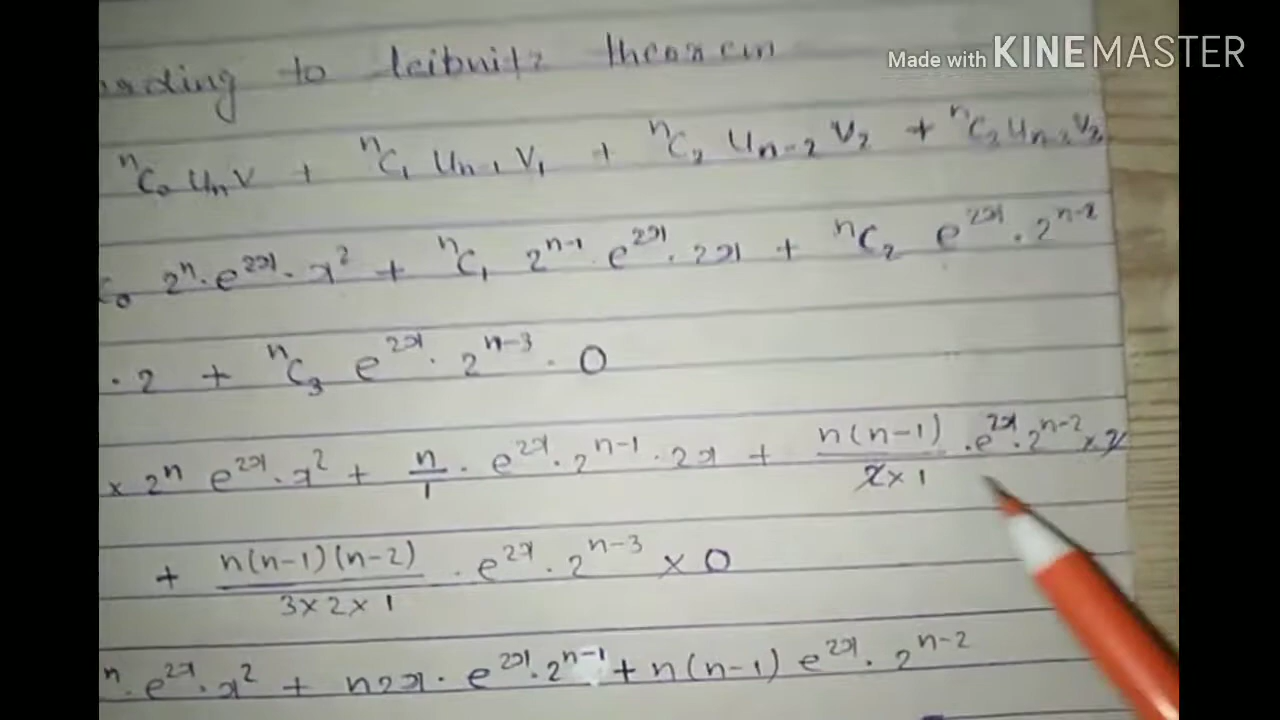 Made with KINEMASTER
rding to leibnitz theorem
ⁿC₀ UₙV + ⁿC₁ Uₙ₋₁ V₁ + ⁿC₂ Uₙ₋₂ V₂ + ⁿC₃ Uₙ₋₃ V₃
C₀ 2ⁿ · e²ˣ · x² + ⁿC₁ 2ⁿ⁻¹ · e²ˣ · 2x + ⁿC₂ e²ˣ · 2ⁿ⁻²
· 2 + ⁿC₃ e²ˣ · 2ⁿ⁻³ · 0
× 2ⁿ e²ˣ · x² + n/1 · e²ˣ · 2ⁿ⁻¹ · 2x + n(n-1)/2×1 · e²ˣ · 2ⁿ⁻² × 2
+ n(n-1)(n-2)/3×2×1 · e²ˣ · 2ⁿ⁻³ × 0
ⁿ · e²ˣ · x² + n2x · e²ˣ · 2ⁿ⁻¹ + n(n-1) e²ˣ · 2ⁿ⁻²